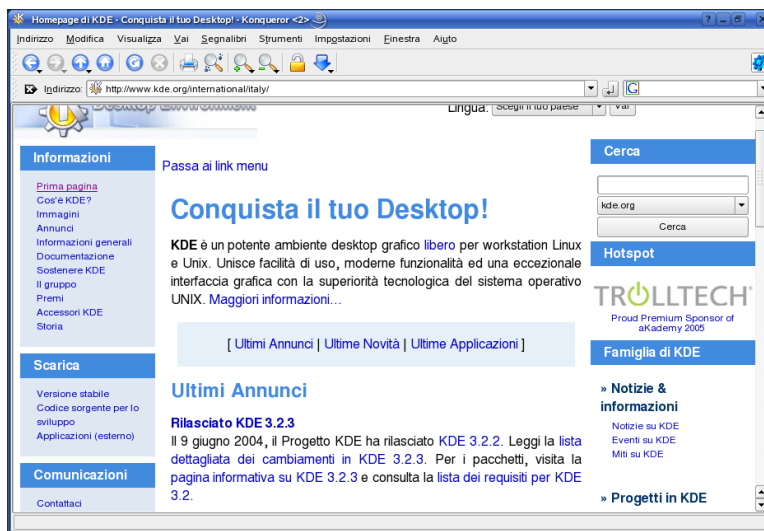 Homepage di KDE - Conquista il tuo Desktop! - Konqueror <2>
Indirizzo Modifica Visualizza Vai Segnalibri Strumenti Impostazioni Finestra Aiuto
Indirizzo: http://www.kde.org/international/italy/
Desktop Environment
Lingua: Scegli il tuo paese Vai
Informazioni
Prima pagina
Cos'è KDE?
Immagini
Annunci
Informazioni generali
Documentazione
Sostenere KDE
Il gruppo
Premi
Accessori KDE
Storia
Scarica
Versione stabile
Codice sorgente per lo
sviluppo
Applicazioni (esterno)
Comunicazioni
Contattaci
Passa ai link menu
Conquista il tuo Desktop!
KDE è un potente ambiente desktop grafico libero per workstation Linux
e Unix. Unisce facilità di uso, moderne funzionalità ed una eccezionale
interfaccia grafica con la superiorità tecnologica del sistema operativo
UNIX. Maggiori informazioni...
[ Ultimi Annunci | Ultime Novità | Ultime Applicazioni ]
Ultimi Annunci
Rilasciato KDE 3.2.3
Il 9 giugno 2004, il Progetto KDE ha rilasciato KDE 3.2.2. Leggi la lista
dettagliata dei cambiamenti in KDE 3.2.3. Per i pacchetti, visita la
pagina informativa su KDE 3.2.3 e consulta la lista dei requisiti per KDE
3.2.
Cerca
kde.org
Cerca
Hotspot
TROLLTECH
Proud Premium Sponsor of
aKademy 2005
Famiglia di KDE
» Notizie &
informazioni
Notizie su KDE
Eventi su KDE
Miti su KDE
» Progetti in KDE